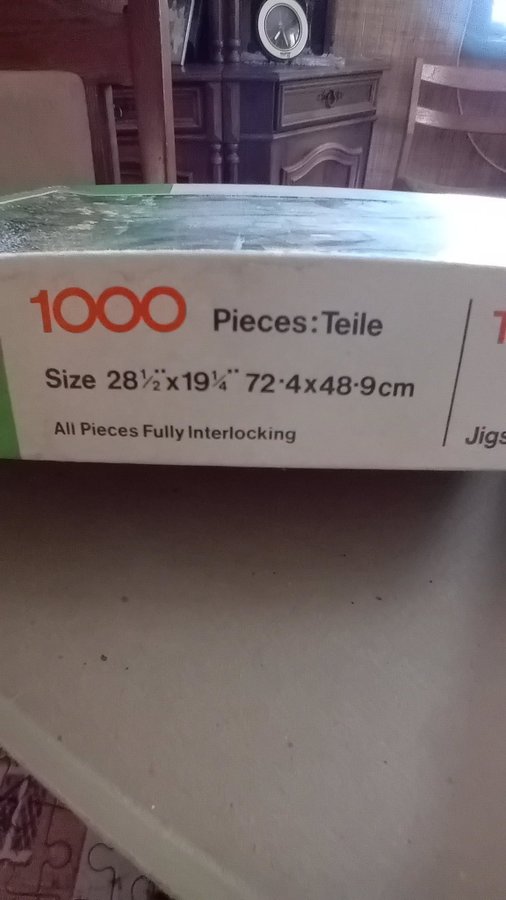 1000 Pieces:Teile
Size 28½"x19¼" 72·4x48·9cm
All Pieces Fully Interlocking